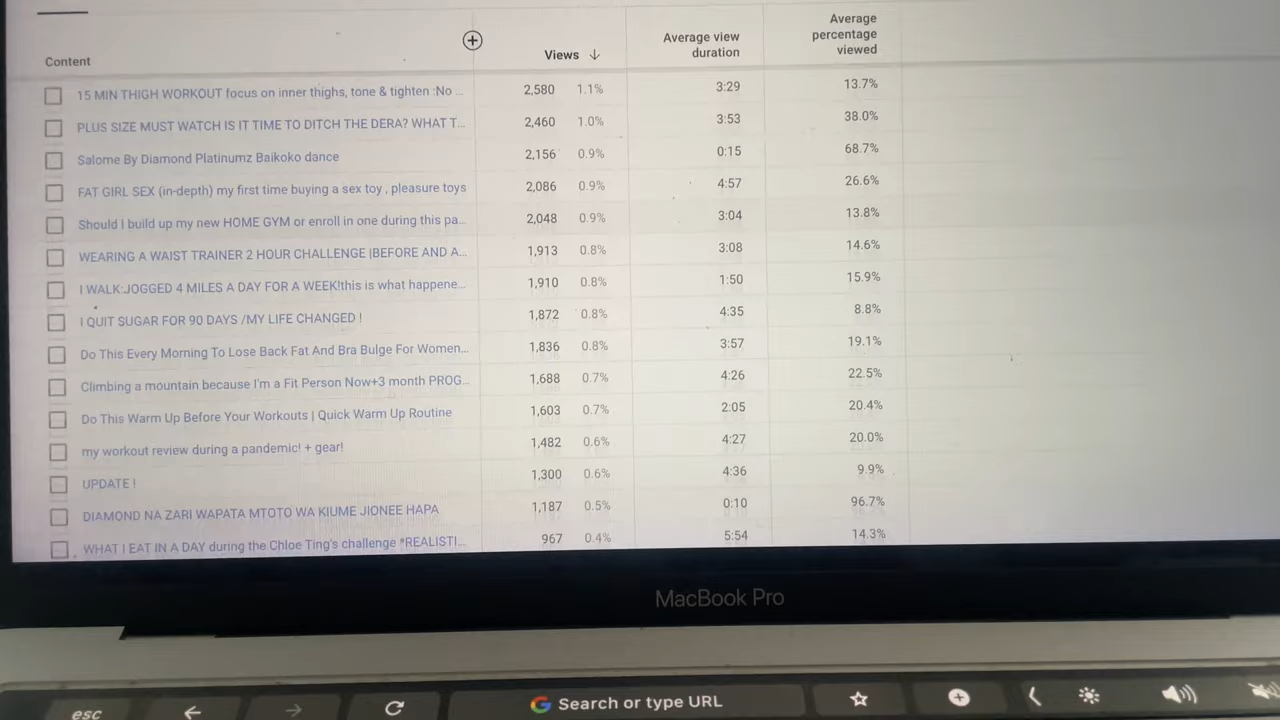 Content
Views ↓
Average view
duration
Average
percentage
viewed
15 MIN THIGH WORKOUT focus on inner thighs, tone & tighten :No ... 2,580 1.1% 3:29 13.7%
PLUS SIZE MUST WATCH IS IT TIME TO DITCH THE DERA? WHAT T... 2,460 1.0% 3:53 38.0%
Salome By Diamond Platinumz Baikoko dance 2,156 0.9% 0:15 68.7%
FAT GIRL SEX (in-depth) my first time buying a sex toy , pleasure toys 2,086 0.9% 4:57 26.6%
Should I build up my new HOME GYM or enroll in one during this pa... 2,048 0.9% 3:04 13.8%
WEARING A WAIST TRAINER 2 HOUR CHALLENGE |BEFORE AND A... 1,913 0.8% 3:08 14.6%
I WALK:JOGGED 4 MILES A DAY FOR A WEEK!this is what happene... 1,910 0.8% 1:50 15.9%
I QUIT SUGAR FOR 90 DAYS /MY LIFE CHANGED ! 1,872 0.8% 4:35 8.8%
Do This Every Morning To Lose Back Fat And Bra Bulge For Women... 1,836 0.8% 3:57 19.1%
Climbing a mountain because I'm a Fit Person Now+3 month PROG... 1,688 0.7% 4:26 22.5%
Do This Warm Up Before Your Workouts | Quick Warm Up Routine 1,603 0.7% 2:05 20.4%
my workout review during a pandemic! + gear! 1,482 0.6% 4:27 20.0%
UPDATE ! 1,300 0.6% 4:36 9.9%
DIAMOND NA ZARI WAPATA MTOTO WA KIUME JIONEE HAPA 1,187 0.5% 0:10 96.7%
WHAT I EAT IN A DAY during the Chloe Ting's challenge *REALISTI... 967 0.4% 5:54 14.3%
MacBook Pro
esc
Search or type URL